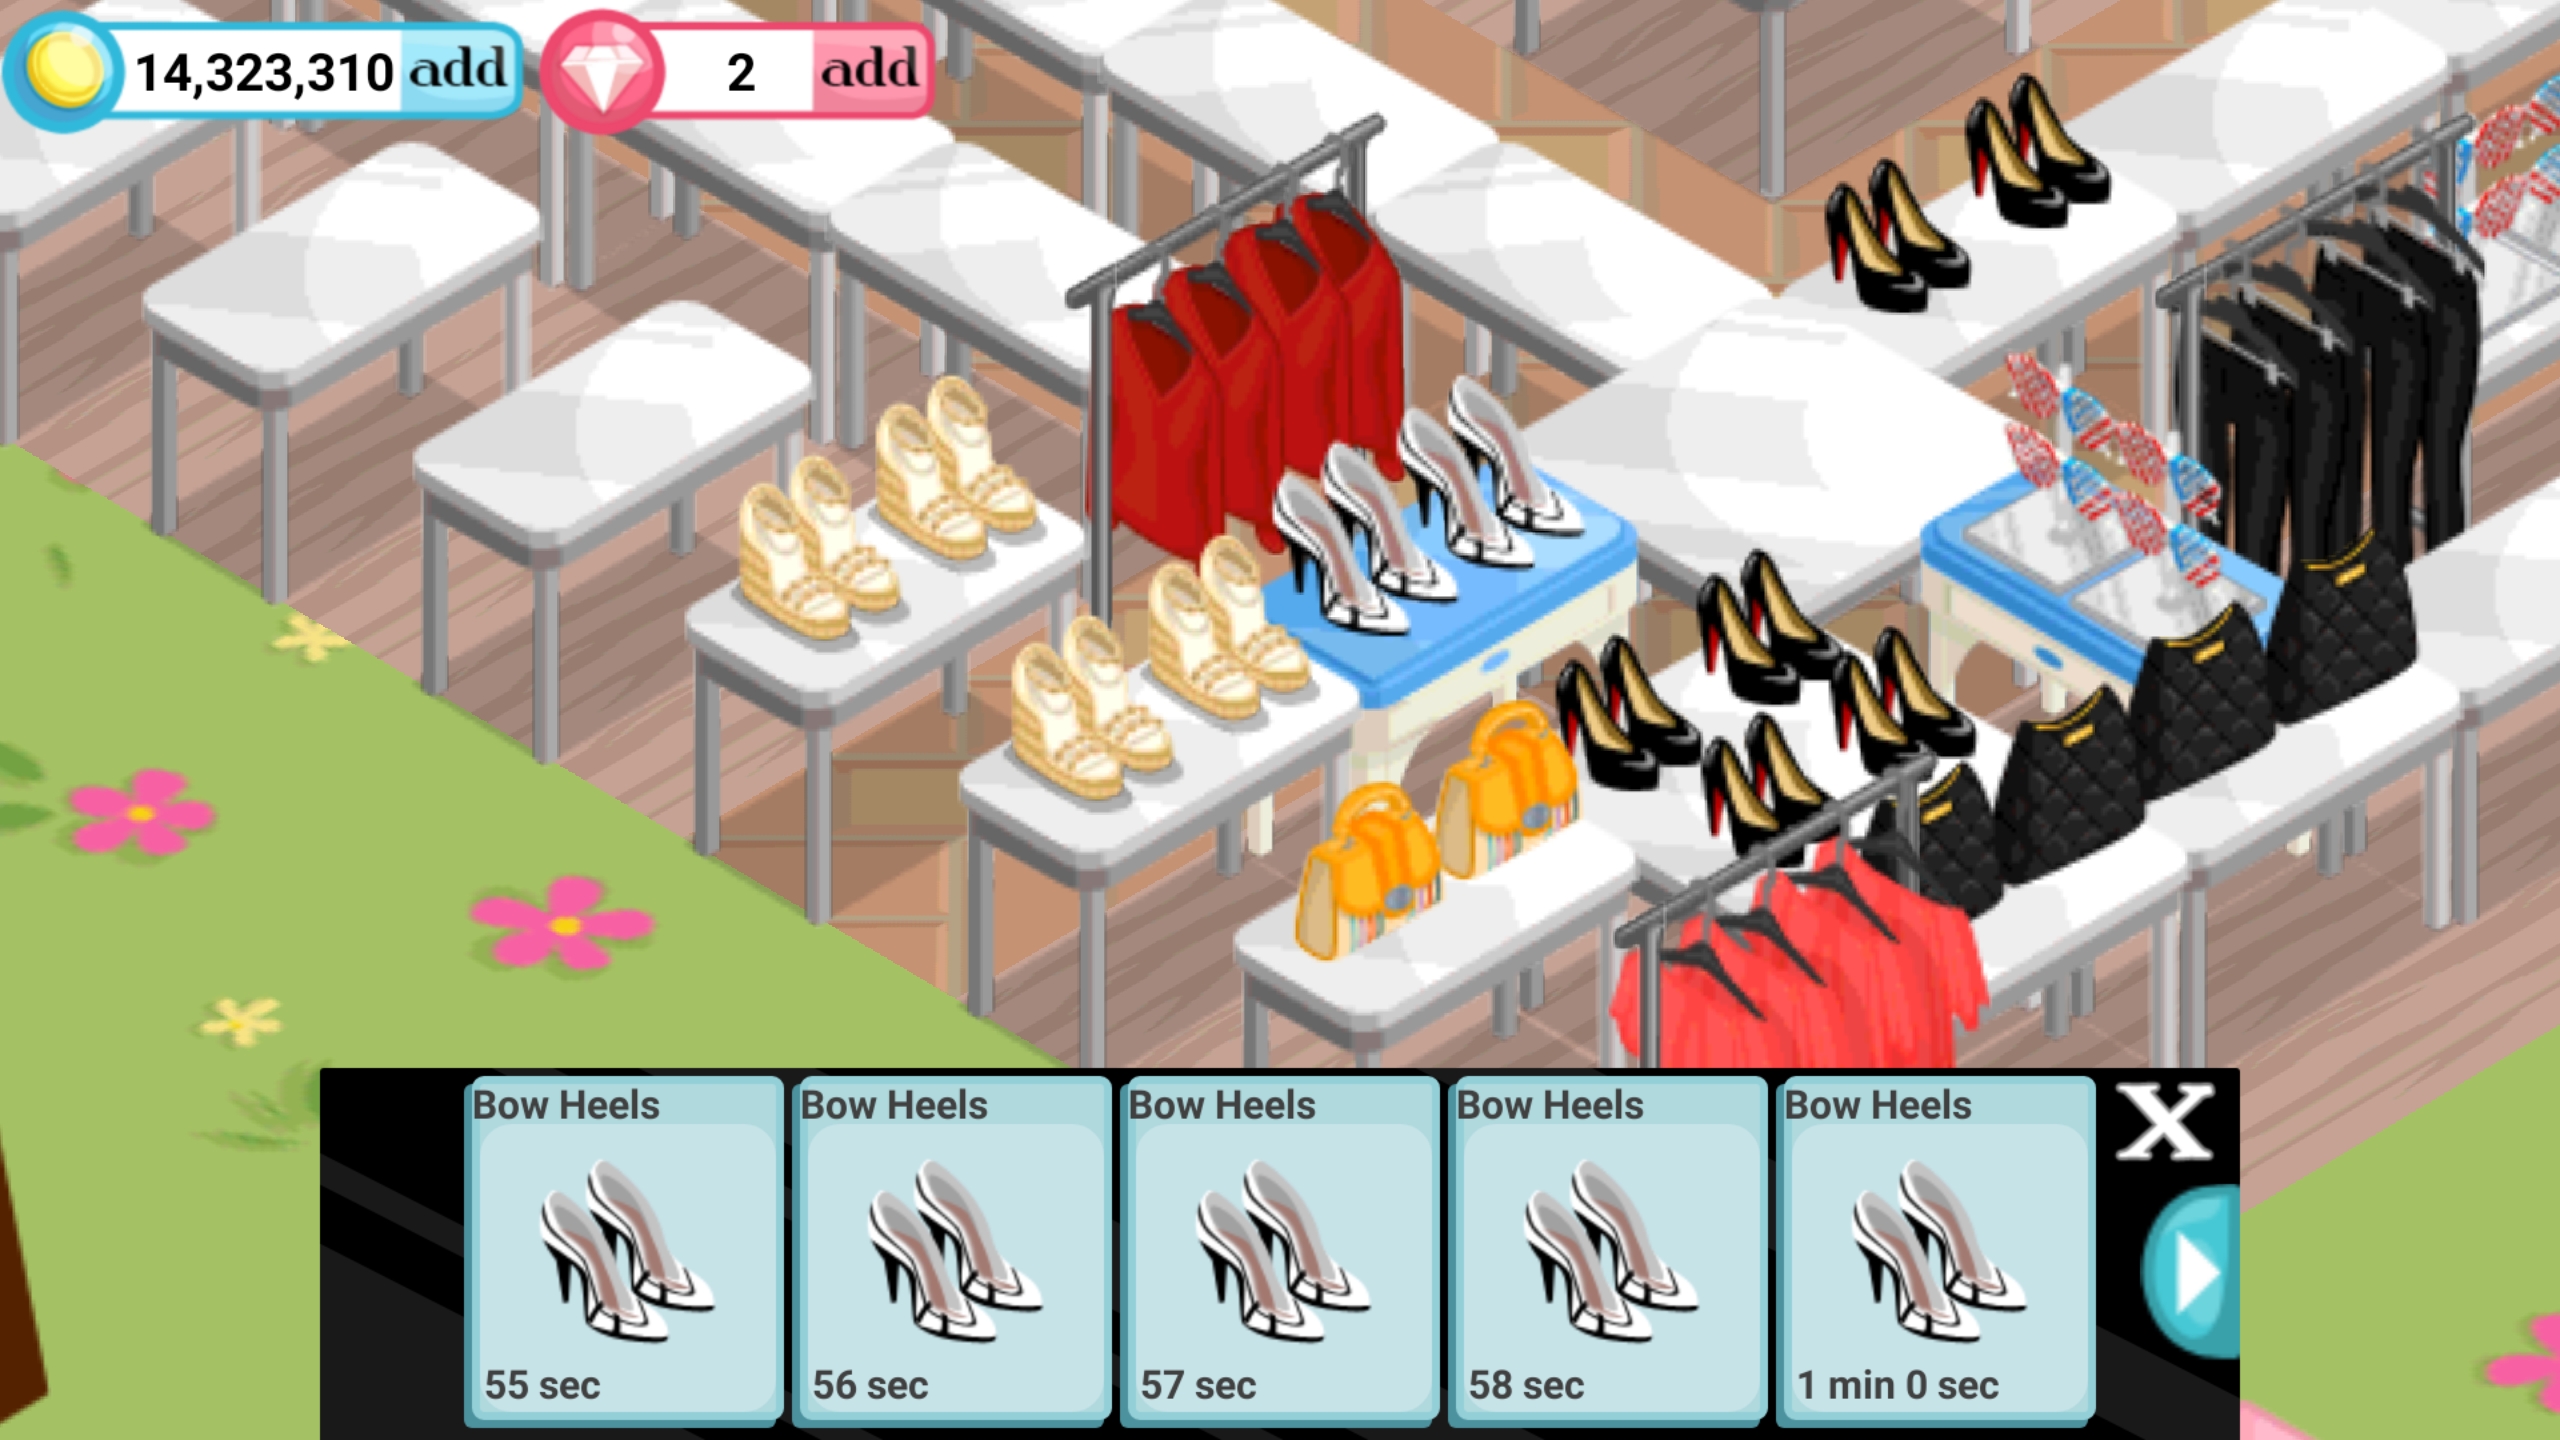 14,323,310 add
2 add
Bow Heels
55 sec
Bow Heels
56 sec
Bow Heels
57 sec
Bow Heels
58 sec
Bow Heels
1 min 0 sec
X